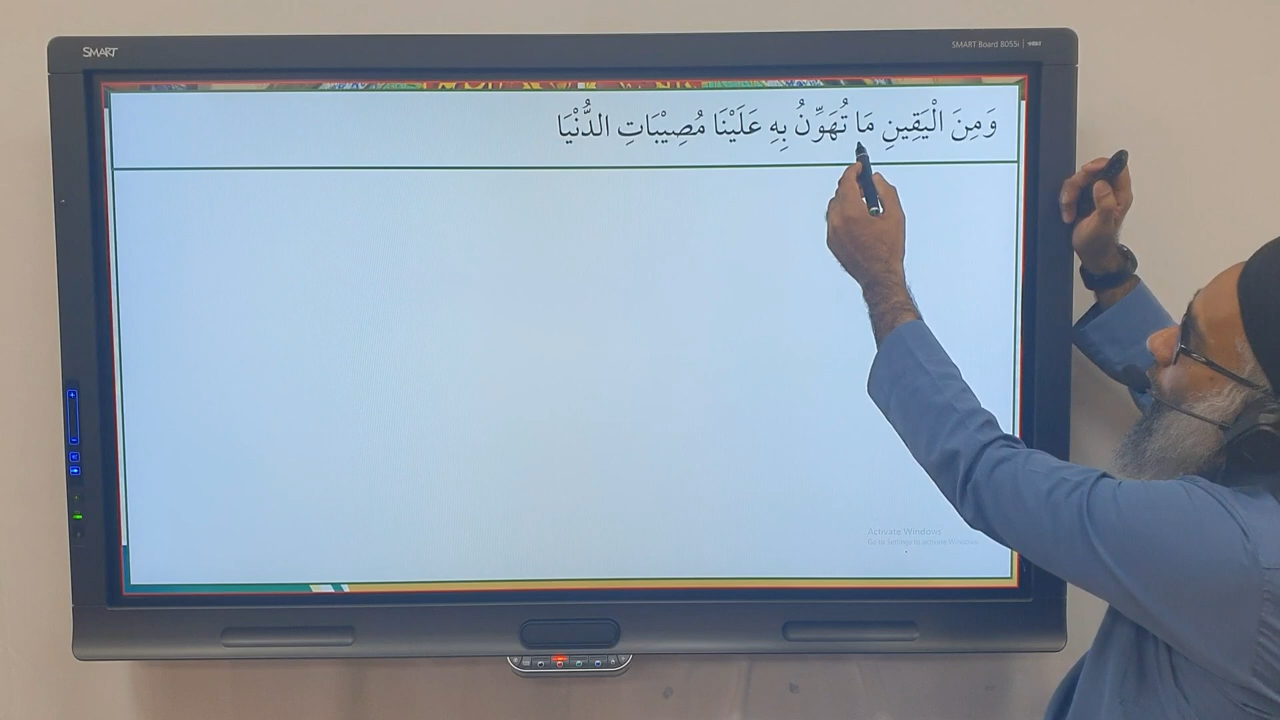 SMART
SMART Board 8055i
وَمِنَ الْيَقِينِ مَا تُهَوِّنُ بِهِ عَلَيْنَا مُصِيْبَاتِ الدُّنْيَا
Activate Windows
Go to Settings to activate Windows.